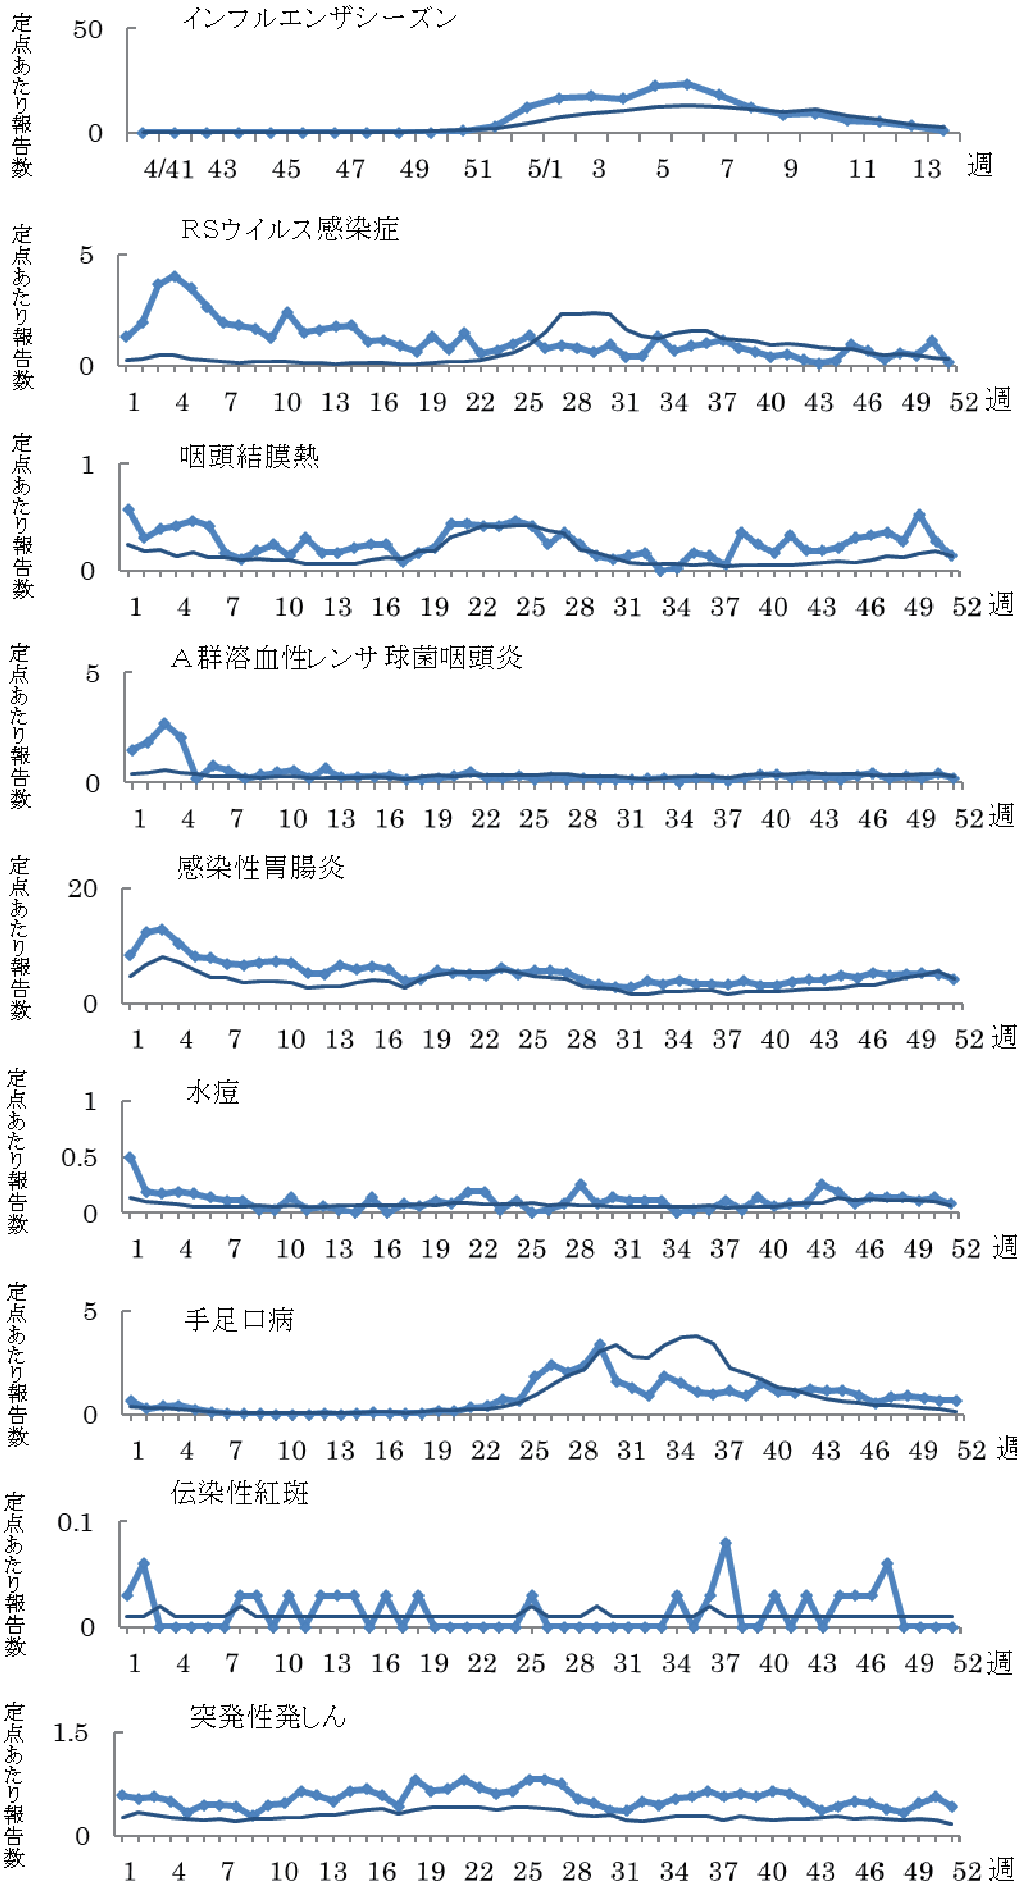 インフルエンザシーズン
定点あたり報告数
50
0
4/41 43 45 47 49 51 5/1 3 5 7 9 11 13 週
RSウイルス感染症
定点あたり報告数
5
0
1 4 7 10 13 16 19 22 25 28 31 34 37 40 43 46 49 52 週
咽頭結膜熱
定点あたり報告数
1
0
1 4 7 10 13 16 19 22 25 28 31 34 37 40 43 46 49 52 週
A群溶血性レンサ球菌咽頭炎
定点あたり報告数
5
0
1 4 7 10 13 16 19 22 25 28 31 34 37 40 43 46 49 52 週
感染性胃腸炎
定点あたり報告数
20
0
1 4 7 10 13 16 19 22 25 28 31 34 37 40 43 46 49 52 週
水痘
定点あたり報告数
1
0.5
0
1 4 7 10 13 16 19 22 25 28 31 34 37 40 43 46 49 52 週
手足口病
定点あたり報告数
5
0
1 4 7 10 13 16 19 22 25 28 31 34 37 40 43 46 49 52 週
伝染性紅斑
定点あたり報告数
0.1
0
1 4 7 10 13 16 19 22 25 28 31 34 37 40 43 46 49 52 週
突発性発しん
定点あたり報告数
1.5
0
1 4 7 10 13 16 19 22 25 28 31 34 37 40 43 46 49 52 週